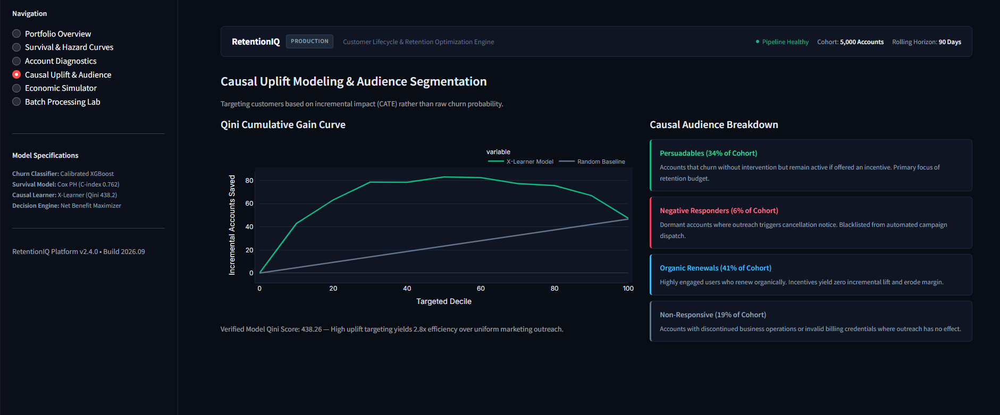 Navigation
Portfolio Overview
Survival & Hazard Curves
Account Diagnostics
Causal Uplift & Audience
Economic Simulator
Batch Processing Lab
Model Specifications
Churn Classifier: Calibrated XGBoost
Survival Model: Cox PH (C-index 0.762)
Causal Learner: X-Learner (Qini 438.2)
Decision Engine: Net Benefit Maximizer
RetentionIQ Platform v2.4.0 • Build 2026.09
RetentionIQ PRODUCTION Customer Lifecycle & Retention Optimization Engine Pipeline Healthy Cohort: 5,000 Accounts Rolling Horizon: 90 Days
Causal Uplift Modeling & Audience Segmentation
Targeting customers based on incremental impact (CATE) rather than raw churn probability.
Qini Cumulative Gain Curve
variable
X-Learner Model Random Baseline
Incremental Accounts Saved
80
60
40
20
0
0 20 40 60 80 100
Targeted Decile
Verified Model Qini Score: 438.26 — High uplift targeting yields 2.8x efficiency over uniform marketing outreach.
Causal Audience Breakdown
Persuadables (34% of Cohort)
Accounts that churn without intervention but remain active if offered an incentive. Primary focus of
retention budget.
Negative Responders (6% of Cohort)
Dormant accounts where outreach triggers cancellation notice. Blacklisted from automated campaign
dispatch.
Organic Renewals (41% of Cohort)
Highly engaged users who renew organically. Incentives yield zero incremental lift and erode margin.
Non-Responsive (19% of Cohort)
Accounts with discontinued business operations or invalid billing credentials where outreach has no effect.